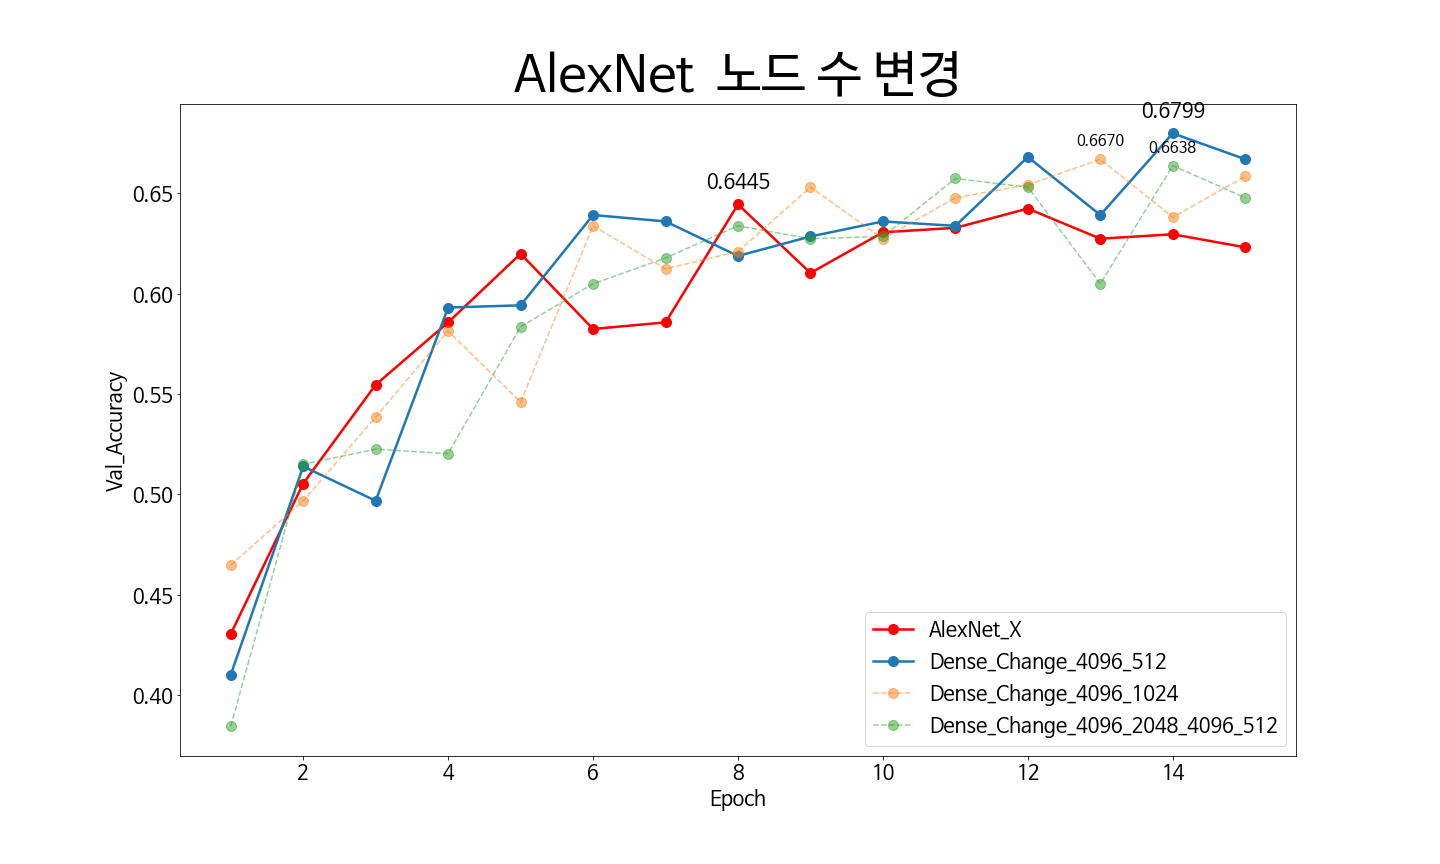 AlexNet 노드 수 변경
0.6799
0.6670
0.6638
0.6445
0.65
0.60
0.55
0.50
0.45
0.40
Val_Accuracy
AlexNet_X
Dense_Change_4096_512
Dense_Change_4096_1024
Dense_Change_4096_2048_4096_512
2 4 6 8 10 12 14
Epoch